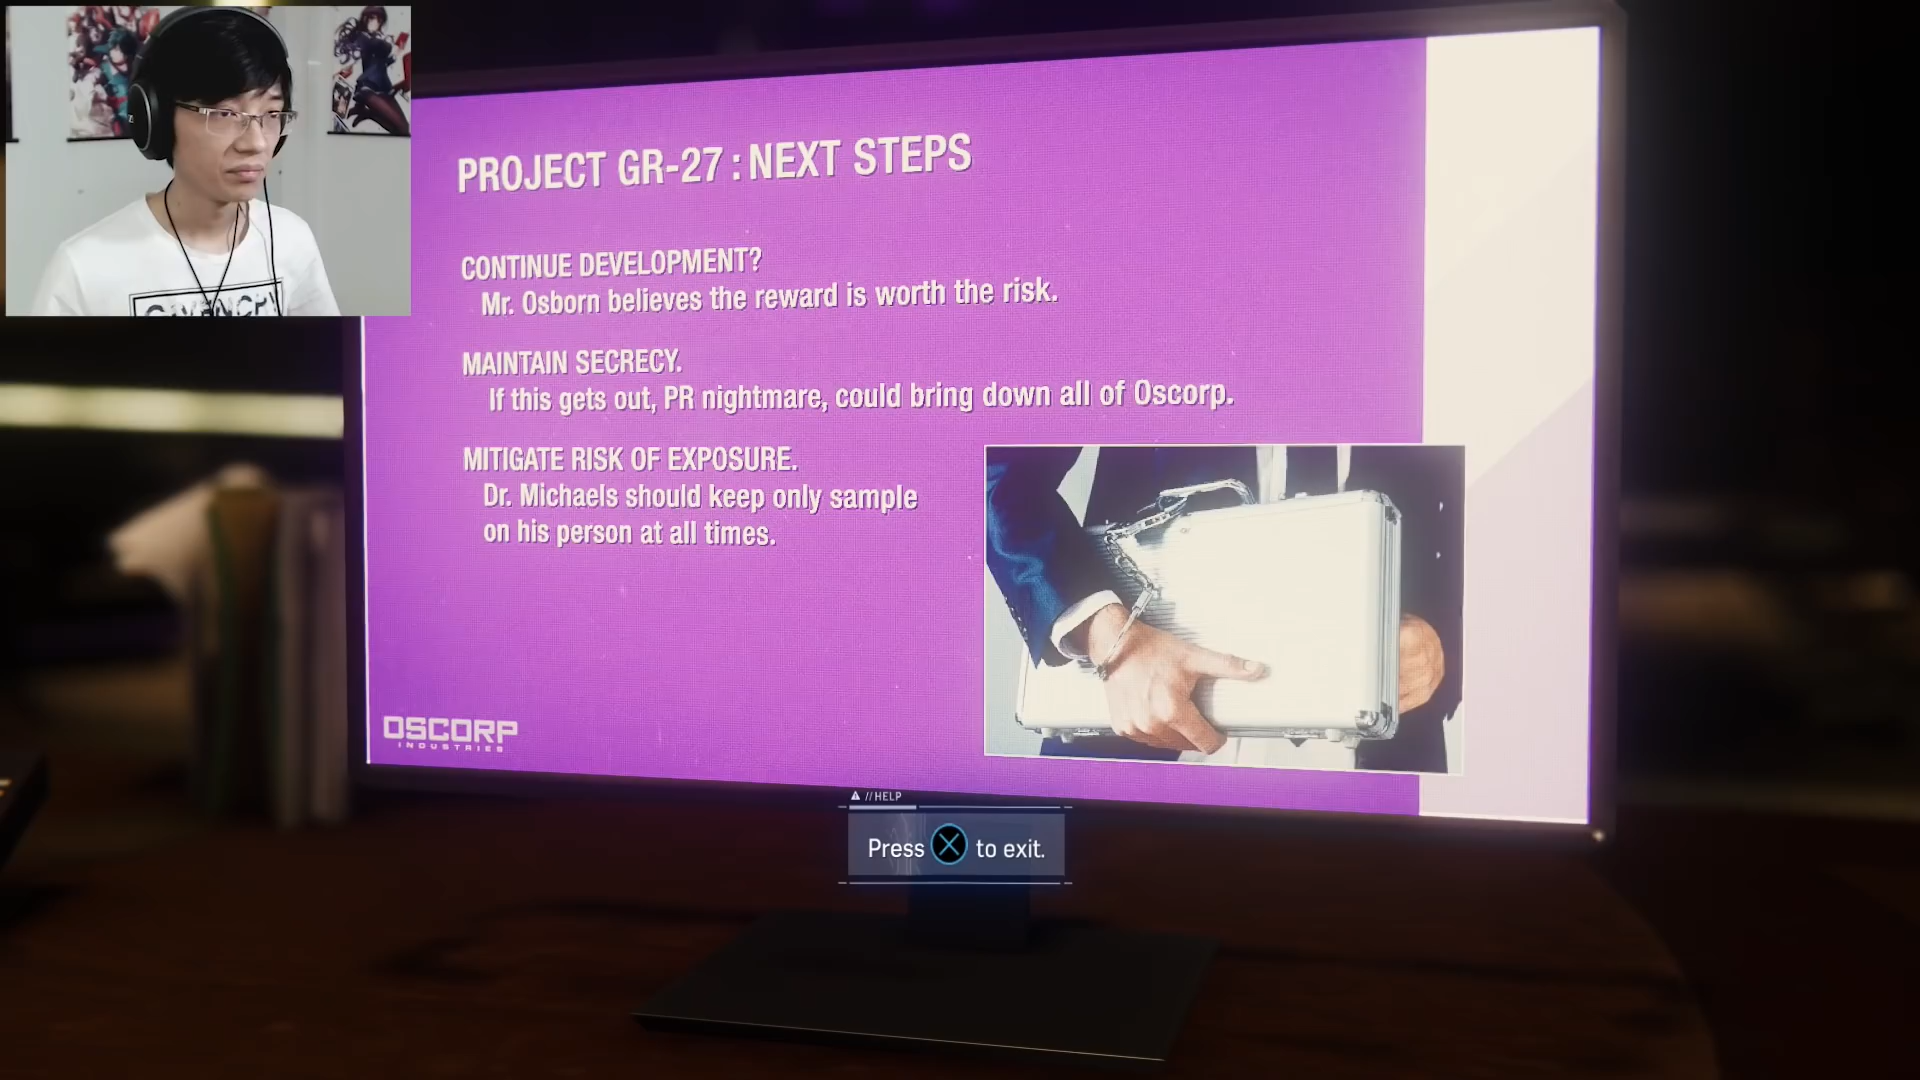 PROJECT GR-27 : NEXT STEPS
CONTINUE DEVELOPMENT?
Mr. Osborn believes the reward is worth the risk.
MAINTAIN SECRECY.
If this gets out, PR nightmare, could bring down all of Oscorp.
MITIGATE RISK OF EXPOSURE.
Dr. Michaels should keep only sample
on his person at all times.
OSCORP
INDUSTRIES
//HELP
Press X to exit.